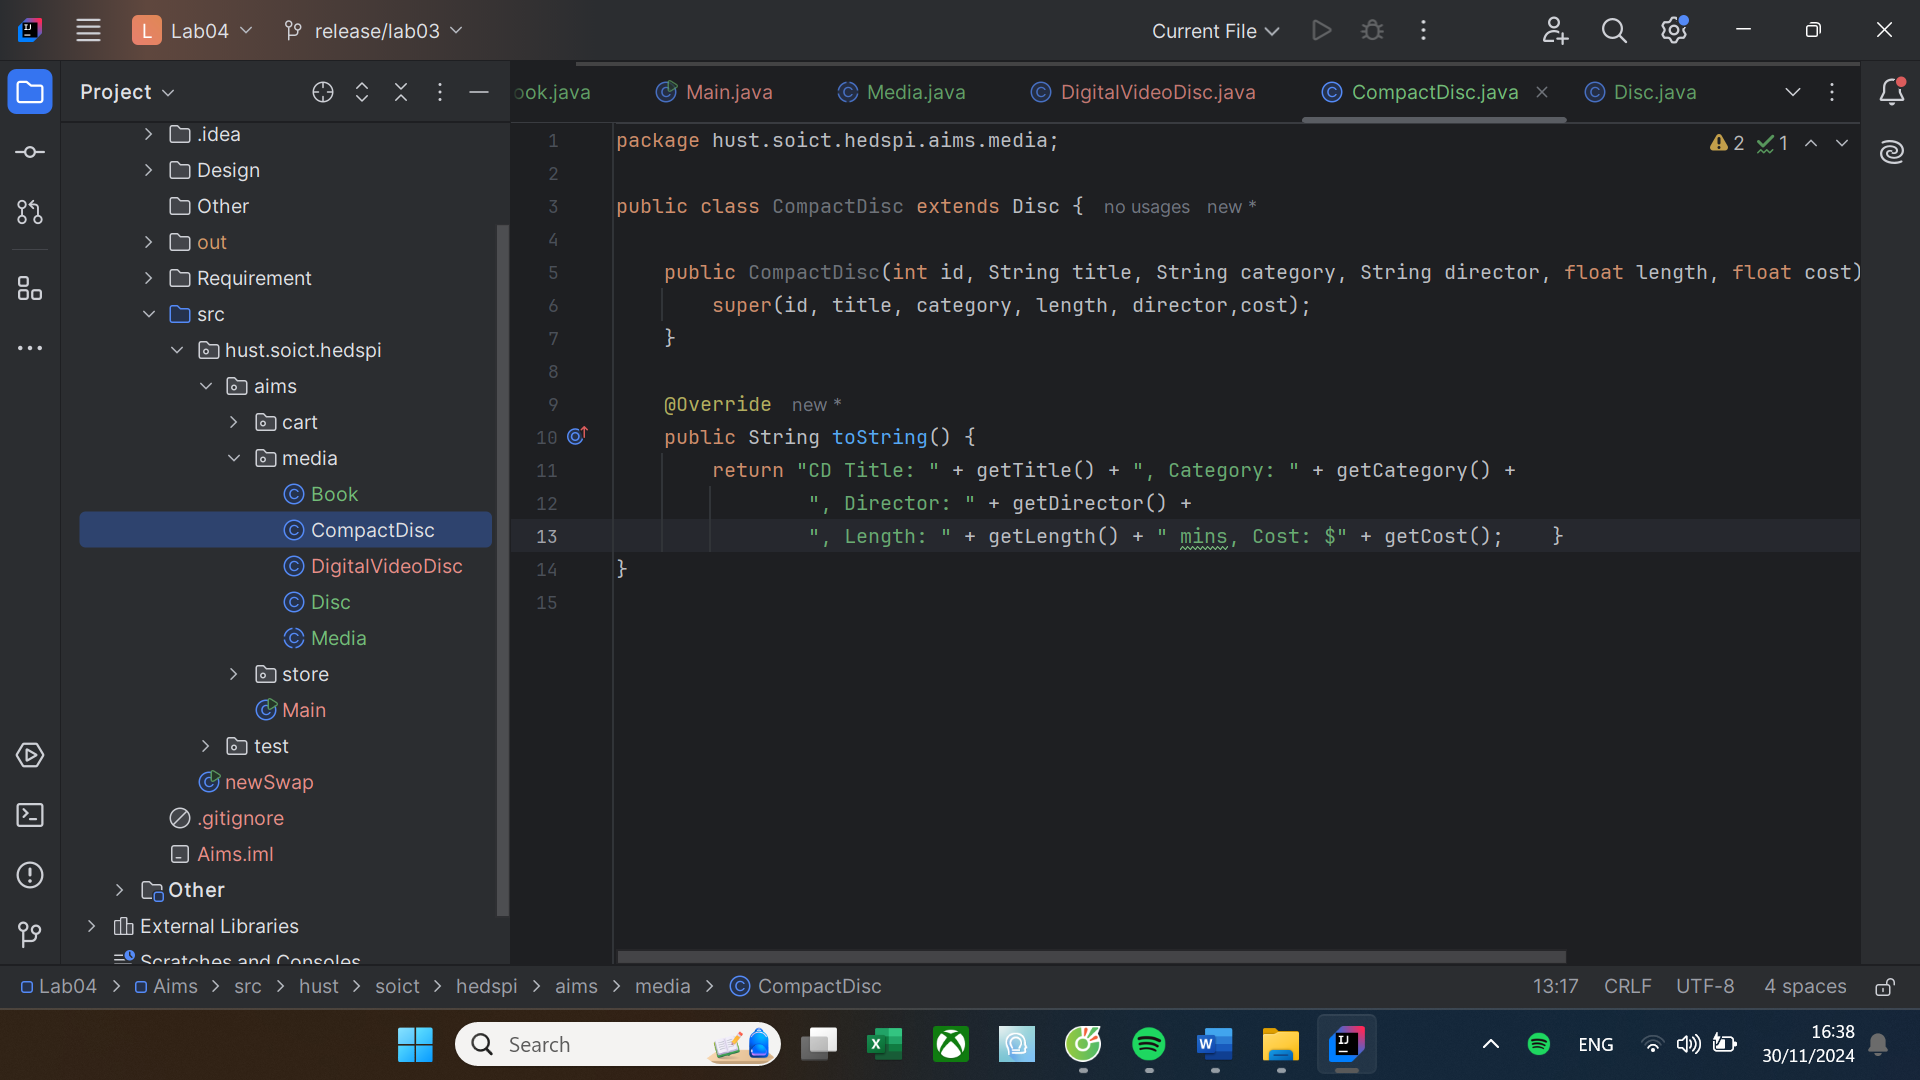 L Lab04 release/lab03 Current File
Project
ook.java Main.java Media.java DigitalVideoDisc.java CompactDisc.java Disc.java
.idea
Design
Other
out
Requirement
src
hust.soict.hedspi
aims
cart
media
Book
CompactDisc
DigitalVideoDisc
Disc
Media
store
Main
test
newSwap
.gitignore
Aims.iml
Other
External Libraries
Scratches and Consoles
2 1
1 package hust.soict.hedspi.aims.media;
2
3 public class CompactDisc extends Disc { no usages new *
4
5 public CompactDisc(int id, String title, String category, String director, float length, float cost)
6 super(id, title, category, length, director,cost);
7 }
8
9 @Override new *
10 public String toString() {
11 return "CD Title: " + getTitle() + ", Category: " + getCategory() +
12 ", Director: " + getDirector() +
13 ", Length: " + getLength() + " mins, Cost: $" + getCost(); }
14 }
15
Lab04 > Aims > src > hust > soict > hedspi > aims > media > CompactDisc 13:17 CRLF UTF-8 4 spaces
Search ENG 16:38
30/11/2024